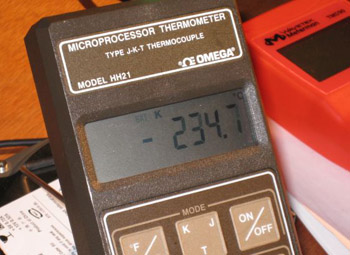 MICROPROCESSOR THERMOMETER
TYPE J-K-T THERMOCOUPLE
MODEL HH21
OMEGA
K °C
- 234.7
MODE
°F
K J
T
ON/OFF